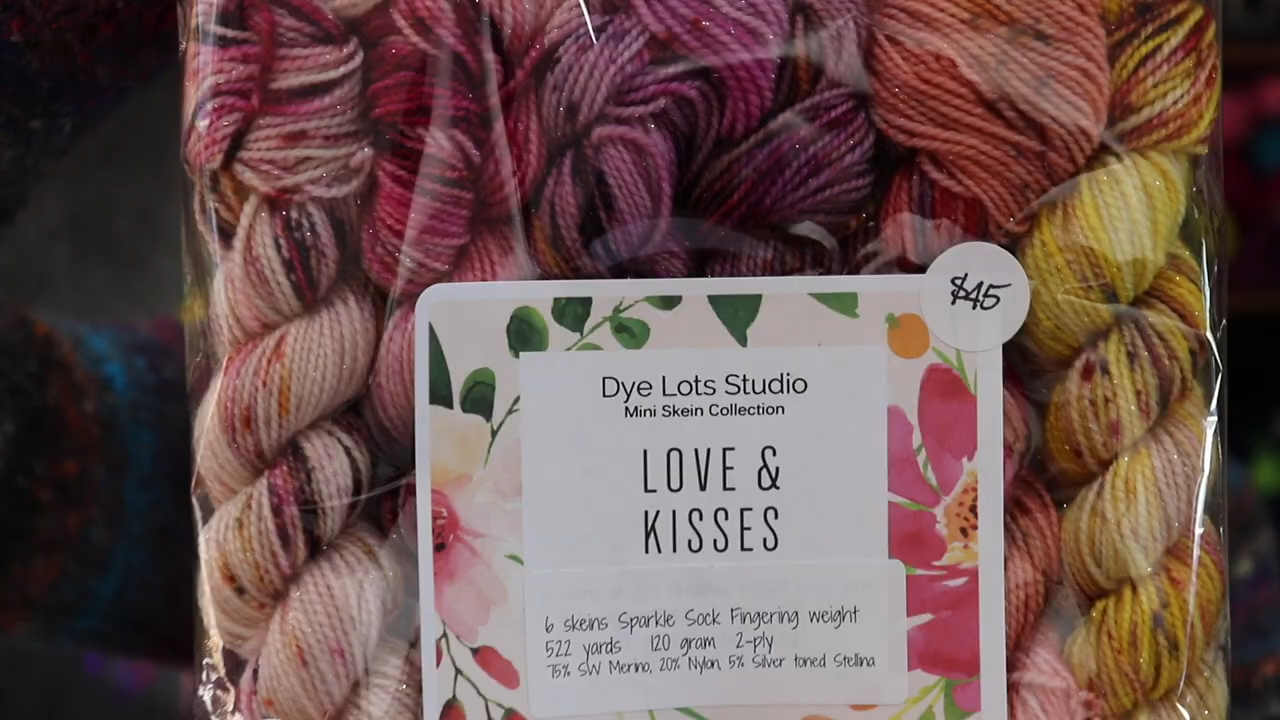 $45
Dye Lots Studio
Mini Skein Collection
LOVE &
KISSES
6 skeins Sparkle Sock Fingering weight
522 yards 120 gram 2-ply
75% SW Merino, 20% Nylon, 5% Silver toned Stellina